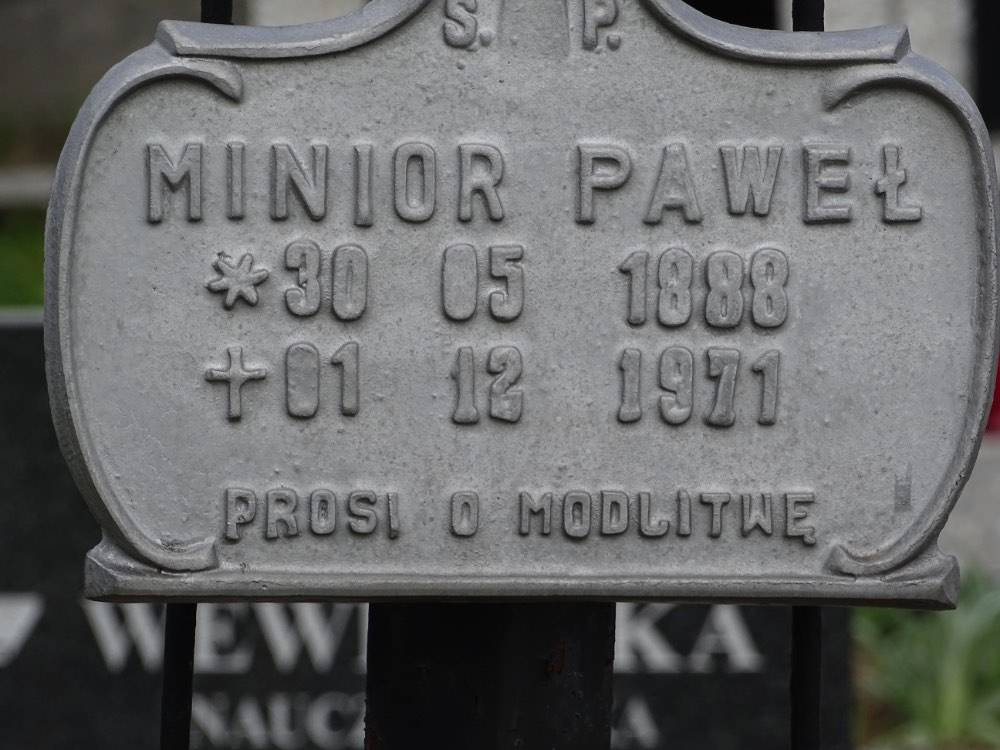 Ś. P.
MINIOR PAWEŁ
* 30 05 1888
+ 01 12 1971
PROSI O MODLITWĘ